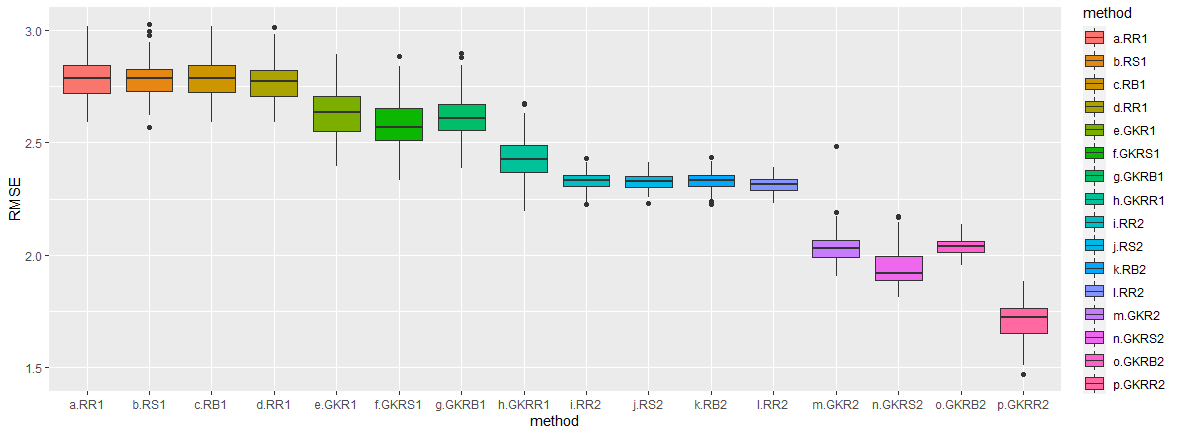 method
3.0
2.5
2.0
1.5
RMSE
a.RR1 b.RS1 c.RB1 d.RR1 e.GKR1 f.GKRS1 g.GKRB1 h.GKRR1 i.RR2 j.RS2 k.RB2 l.RR2 m.GKR2 n.GKRS2 o.GKRB2 p.GKRR2
method
a.RR1
b.RS1
c.RB1
d.RR1
e.GKR1
f.GKRS1
g.GKRB1
h.GKRR1
i.RR2
j.RS2
k.RB2
l.RR2
m.GKR2
n.GKRS2
o.GKRB2
p.GKRR2